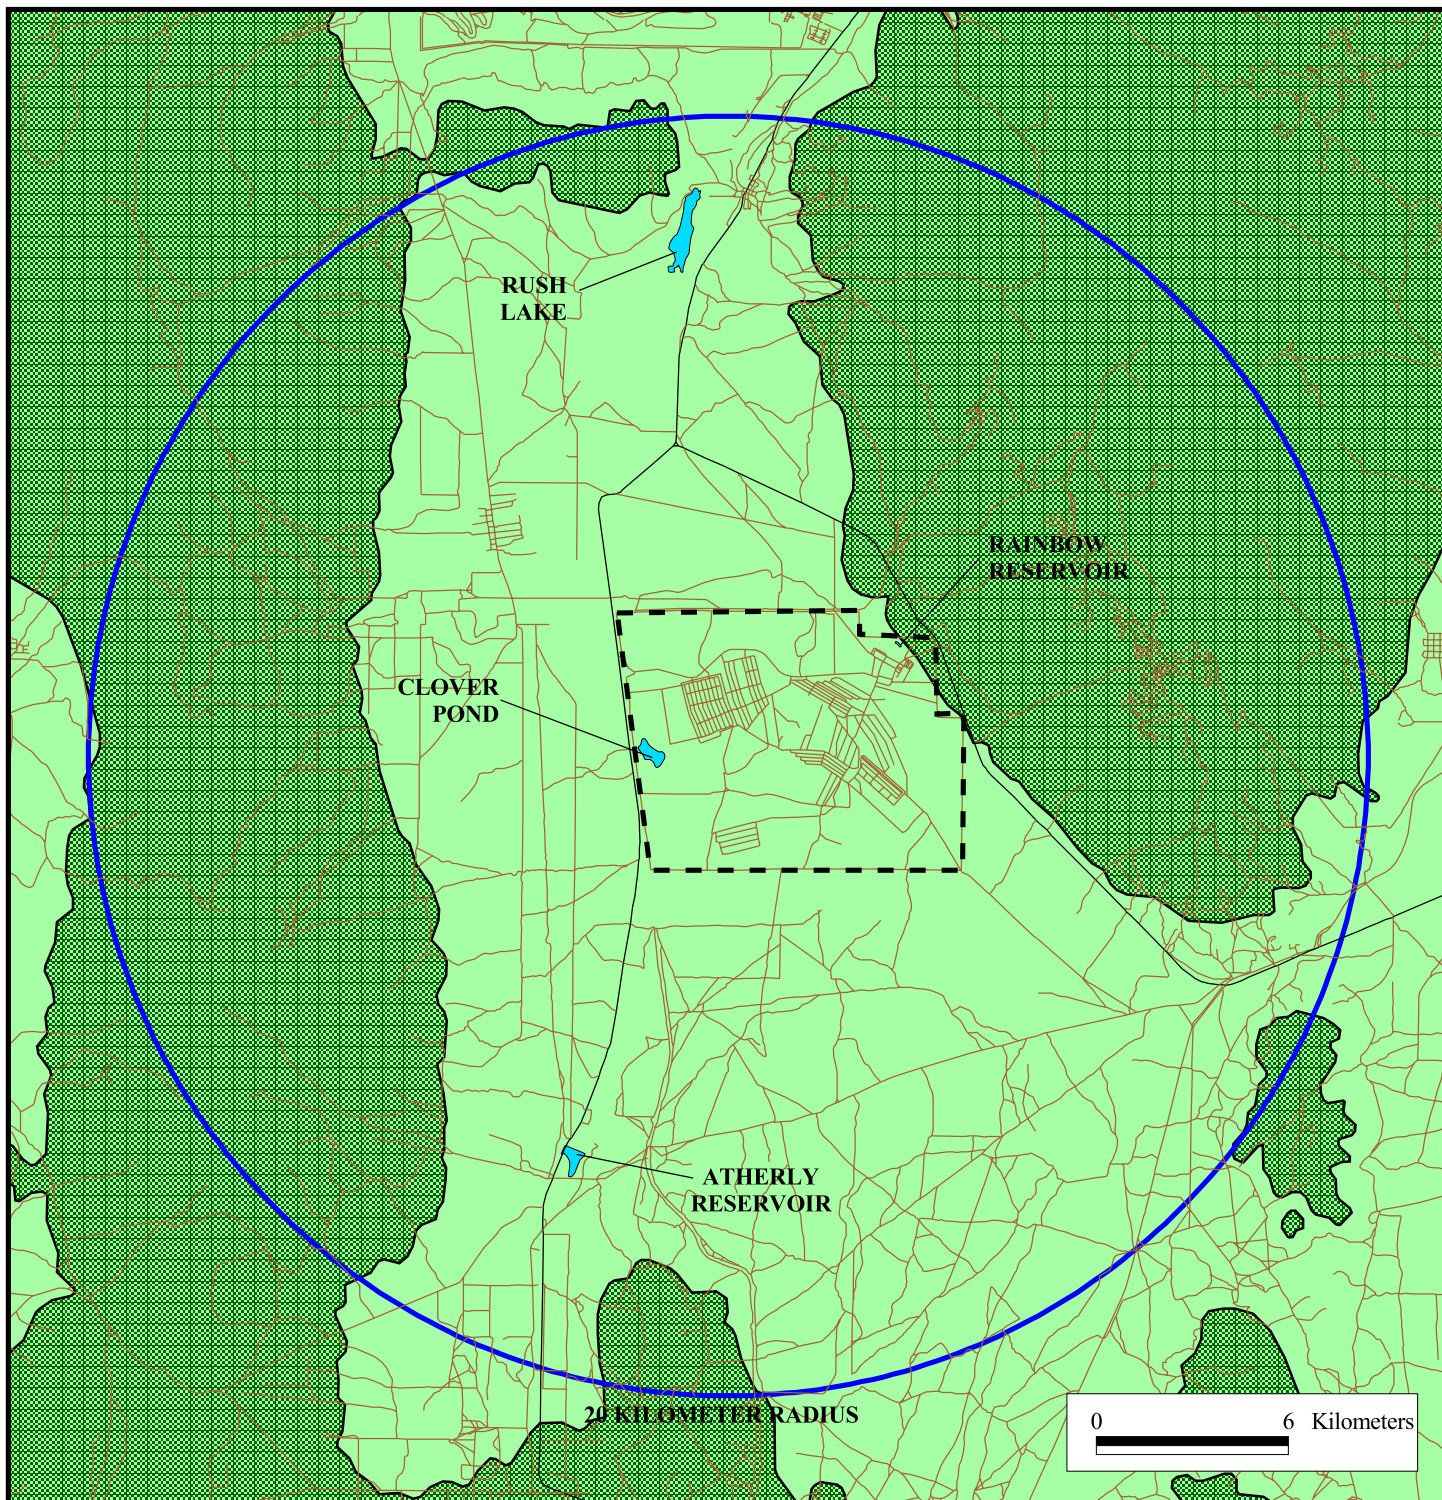 RUSH
LAKE
RAINBOW
RESERVOIR
CLOVER
POND
ATHERLY
RESERVOIR
20 KILOMETER RADIUS
0 6 Kilometers